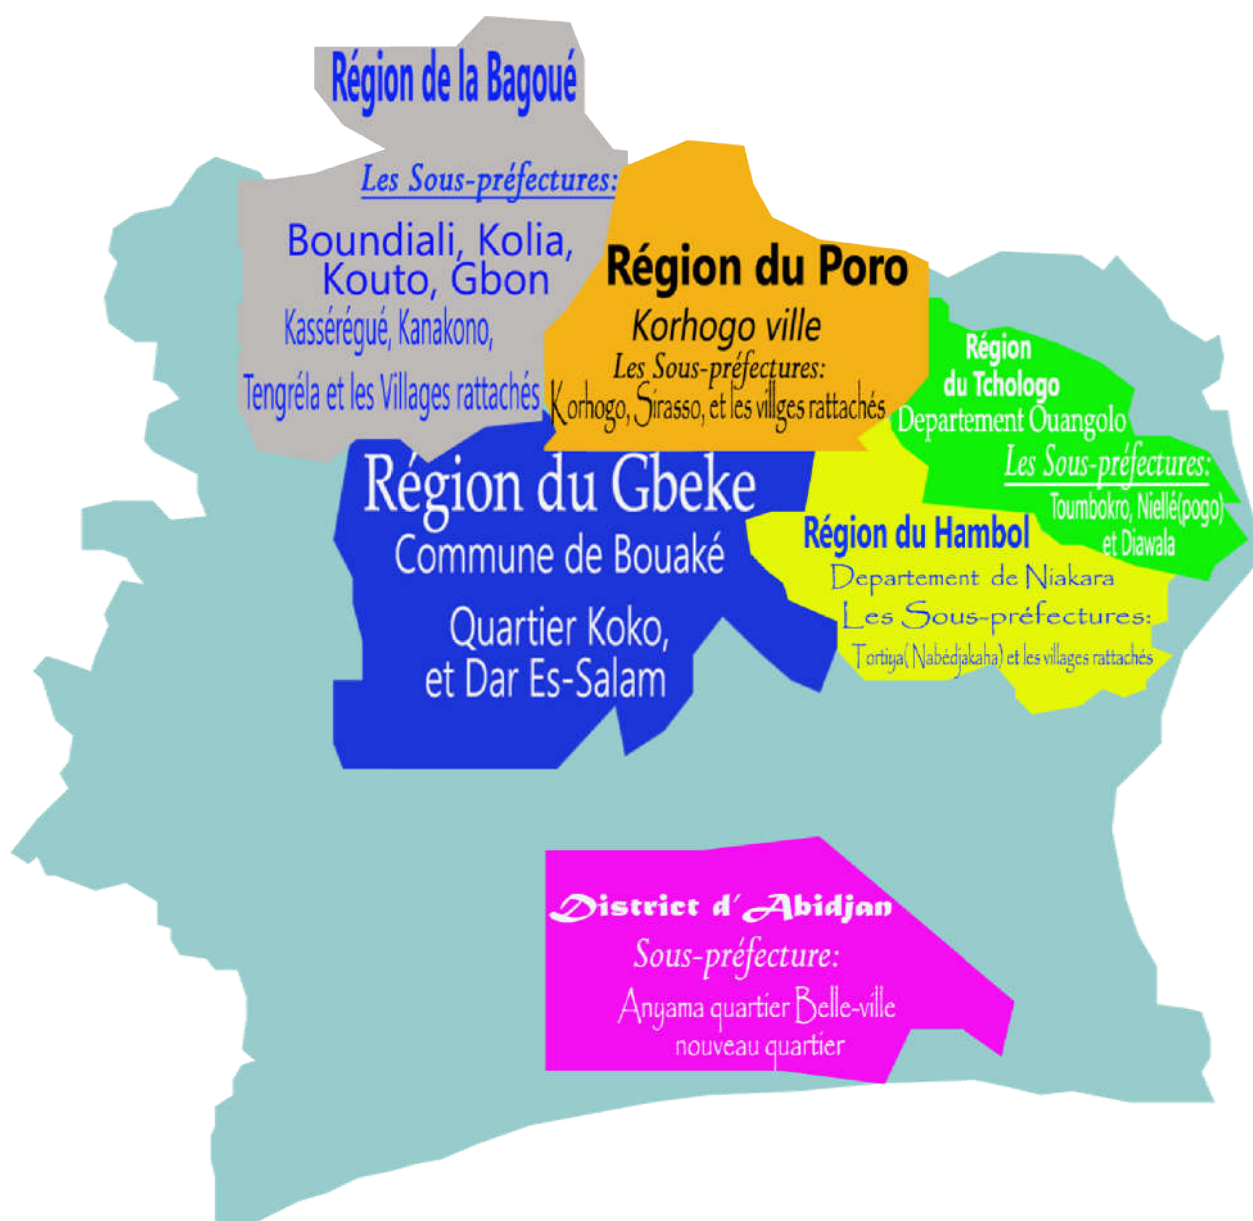 Région de la Bagoué
Les Sous-préfectures:
Boundiali, Kolia,
Kouto, Gbon
Kasérégué, Kanakono,
Tengréla et les Villages rattachés
Région du Poro
Korhogo ville
Les Sous-préfectures:
Korhogo, Sirasso, et les villges rattachés
Région
du Tchologo
Departement Ouangolo
Les Sous-préfectures:
Toumbokro, Niellé(pogo)
et Diawala
Région du Gbeke
Commune de Bouaké
Quartier Koko,
et Dar Es-Salam
Région du Hambol
Departement de Niakara
Les Sous-préfectures:
Tortiya( Nabédjakaha) et les villages rattachés
District d´Abidjan
Sous-préfecture:
Anyama quartier Belle-ville
nouveau quartier